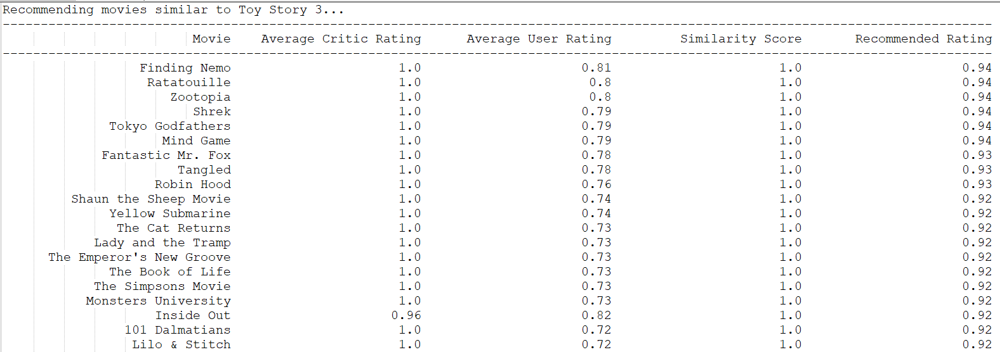 Recommending movies similar to Toy Story 3...
----------------------------------------------------------------------------------------------------------------------------------
Movie Average Critic Rating Average User Rating Similarity Score Recommended Rating
----------------------------------------------------------------------------------------------------------------------------------
Finding Nemo 1.0 0.81 1.0 0.94
Ratatouille 1.0 0.8 1.0 0.94
Zootopia 1.0 0.8 1.0 0.94
Shrek 1.0 0.79 1.0 0.94
Tokyo Godfathers 1.0 0.79 1.0 0.94
Mind Game 1.0 0.79 1.0 0.94
Fantastic Mr. Fox 1.0 0.78 1.0 0.93
Tangled 1.0 0.78 1.0 0.93
Robin Hood 1.0 0.76 1.0 0.93
Shaun the Sheep Movie 1.0 0.74 1.0 0.92
Yellow Submarine 1.0 0.74 1.0 0.92
The Cat Returns 1.0 0.73 1.0 0.92
Lady and the Tramp 1.0 0.73 1.0 0.92
The Emperor's New Groove 1.0 0.73 1.0 0.92
The Book of Life 1.0 0.73 1.0 0.92
The Simpsons Movie 1.0 0.73 1.0 0.92
Monsters University 1.0 0.73 1.0 0.92
Inside Out 0.96 0.82 1.0 0.92
101 Dalmatians 1.0 0.72 1.0 0.92
Lilo & Stitch 1.0 0.72 1.0 0.92